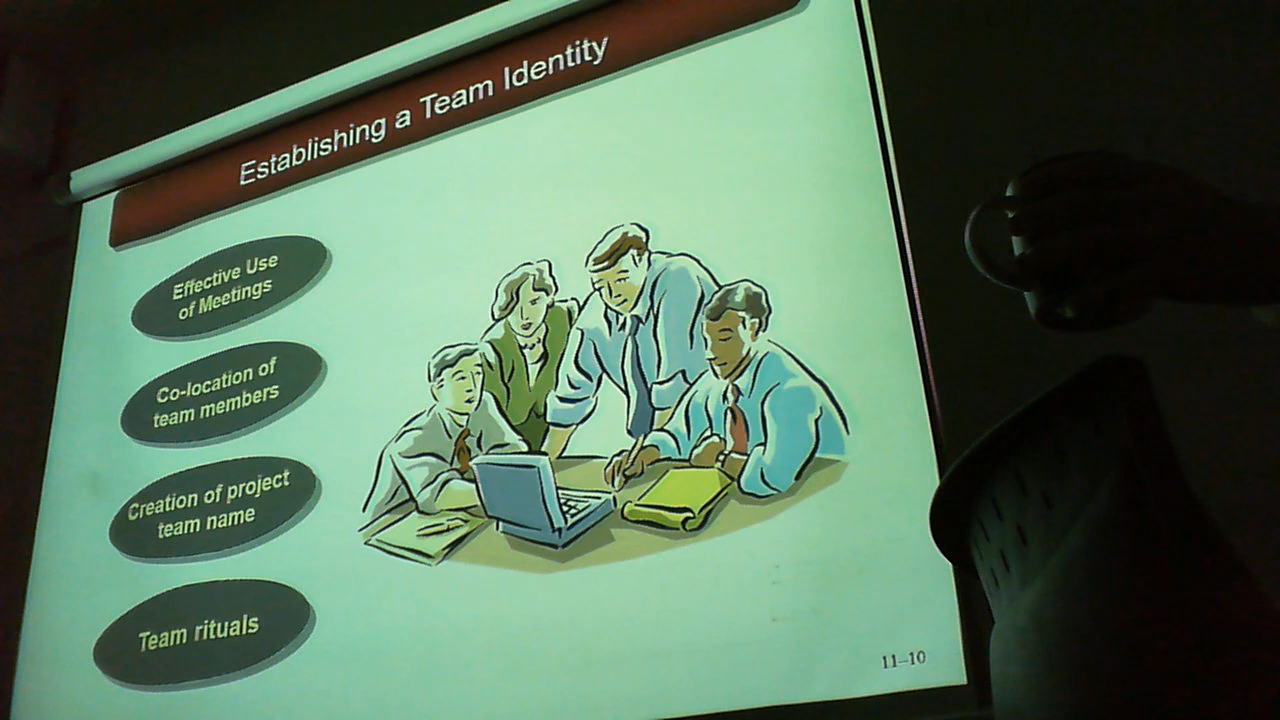 Establishing a Team Identity
Effective Use
of Meetings
Co-location of
team members
Creation of project
team name
Team rituals
11–10